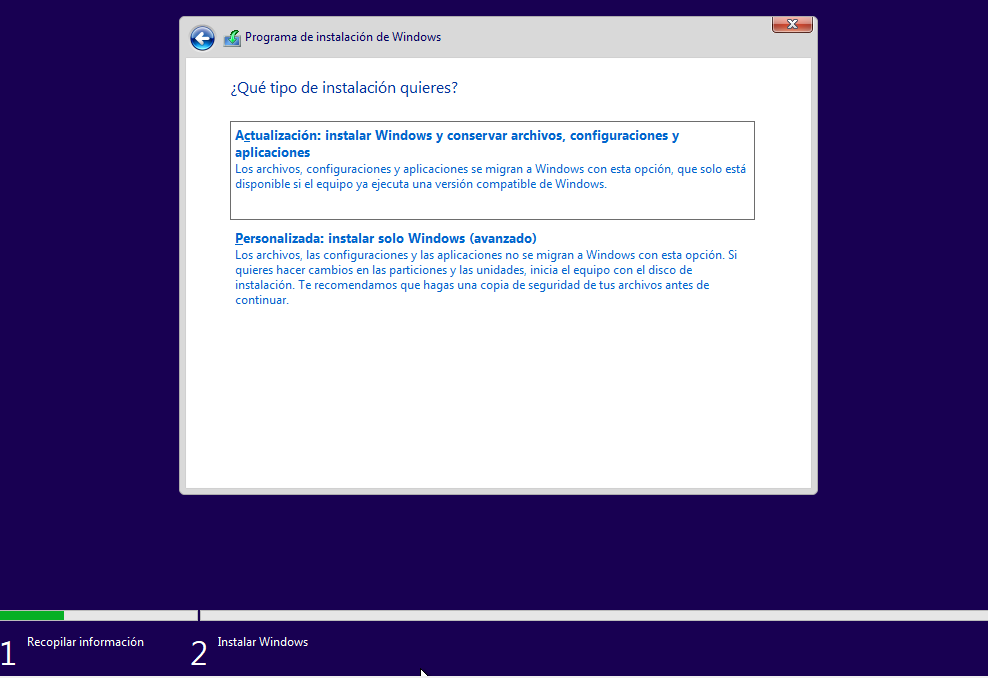 Programa de instalación de Windows
¿Qué tipo de instalación quieres?
Actualización: instalar Windows y conservar archivos, configuraciones y
aplicaciones
Los archivos, configuraciones y aplicaciones se migran a Windows con esta opción, que solo está
disponible si el equipo ya ejecuta una versión compatible de Windows.
Personalizada: instalar solo Windows (avanzado)
Los archivos, las configuraciones y las aplicaciones no se migran a Windows con esta opción. Si
quieres hacer cambios en las particiones y las unidades, inicia el equipo con el disco de
instalación. Te recomendamos que hagas una copia de seguridad de tus archivos antes de
continuar.
1 Recopilar información
2 Instalar Windows